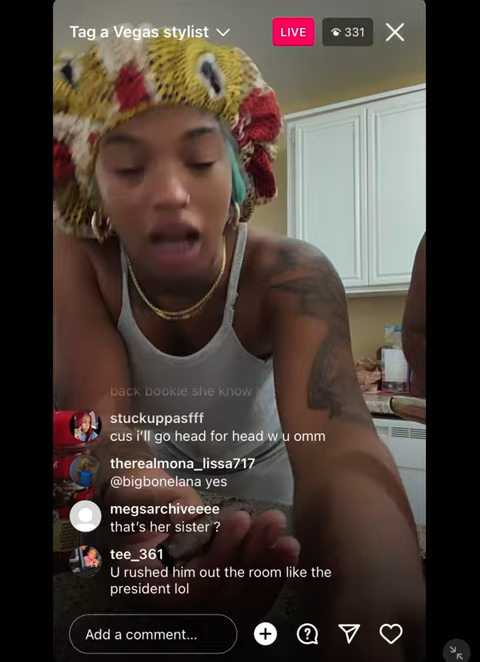 Tag a Vegas stylist
LIVE
331
back bookie she know
stuckuppasfff
cus i'll go head for head w u omm
therealmona_lissa717
@bigbonelana yes
megsarchiveeee
that's her sister ?
tee_361
U rushed him out the room like the
president lol
Add a comment...